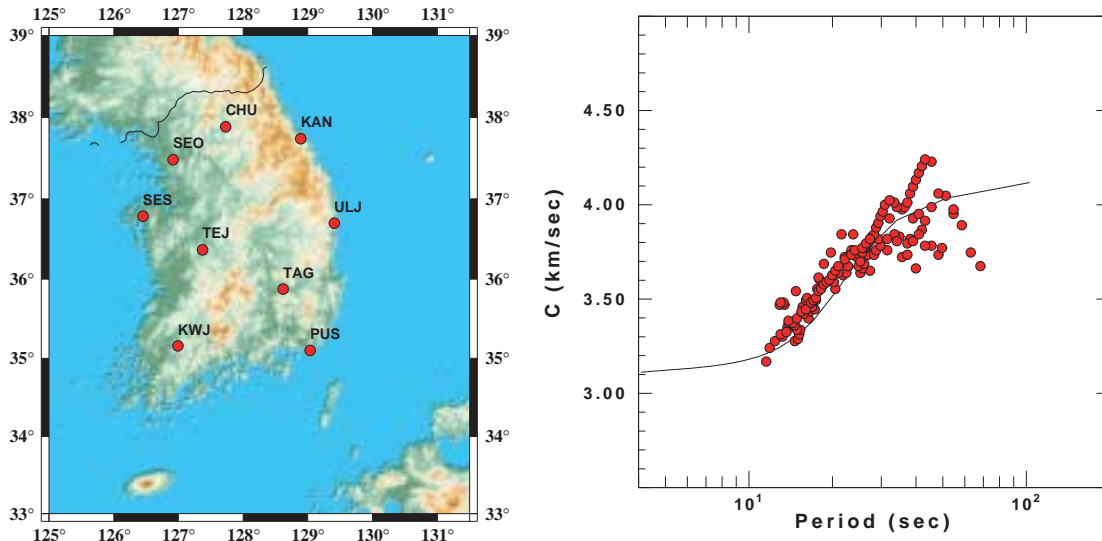 125° 126° 127° 128° 129° 130° 131°
39° 39°
38° 38°
37° 37°
36° 36°
35° 35°
34° 34°
33° 33°
125° 126° 127° 128° 129° 130° 131°
CHU
KAN
SEO
SES
ULJ
TEJ
TAG
KWJ
PUS
4.50
4.00
3.50
3.00
C (km/sec)
10¹ 10²
Period (sec)